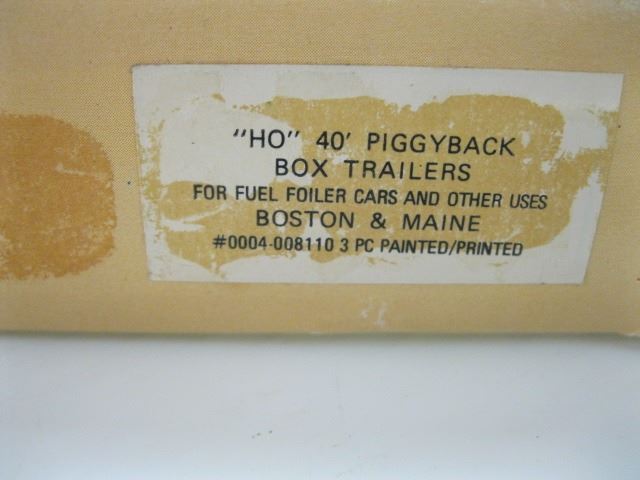 "HO" 40' PIGGYBACK
BOX TRAILERS
FOR FUEL FOILER CARS AND OTHER USES
BOSTON & MAINE
#0004-008110 3 PC PAINTED/PRINTED